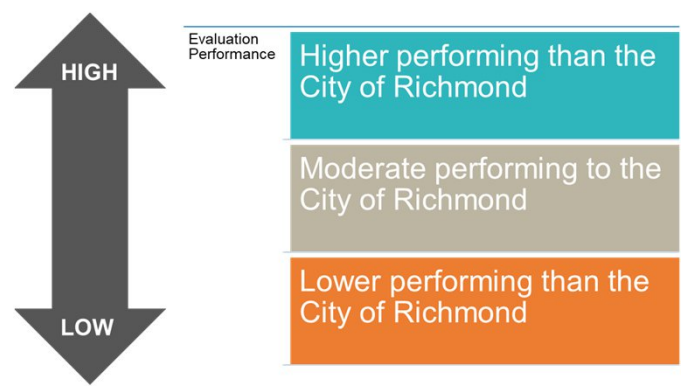 HIGH
Evaluation
Performance
Higher performing than the
City of Richmond
Moderate performing to the
City of Richmond
Lower performing than the
City of Richmond
LOW